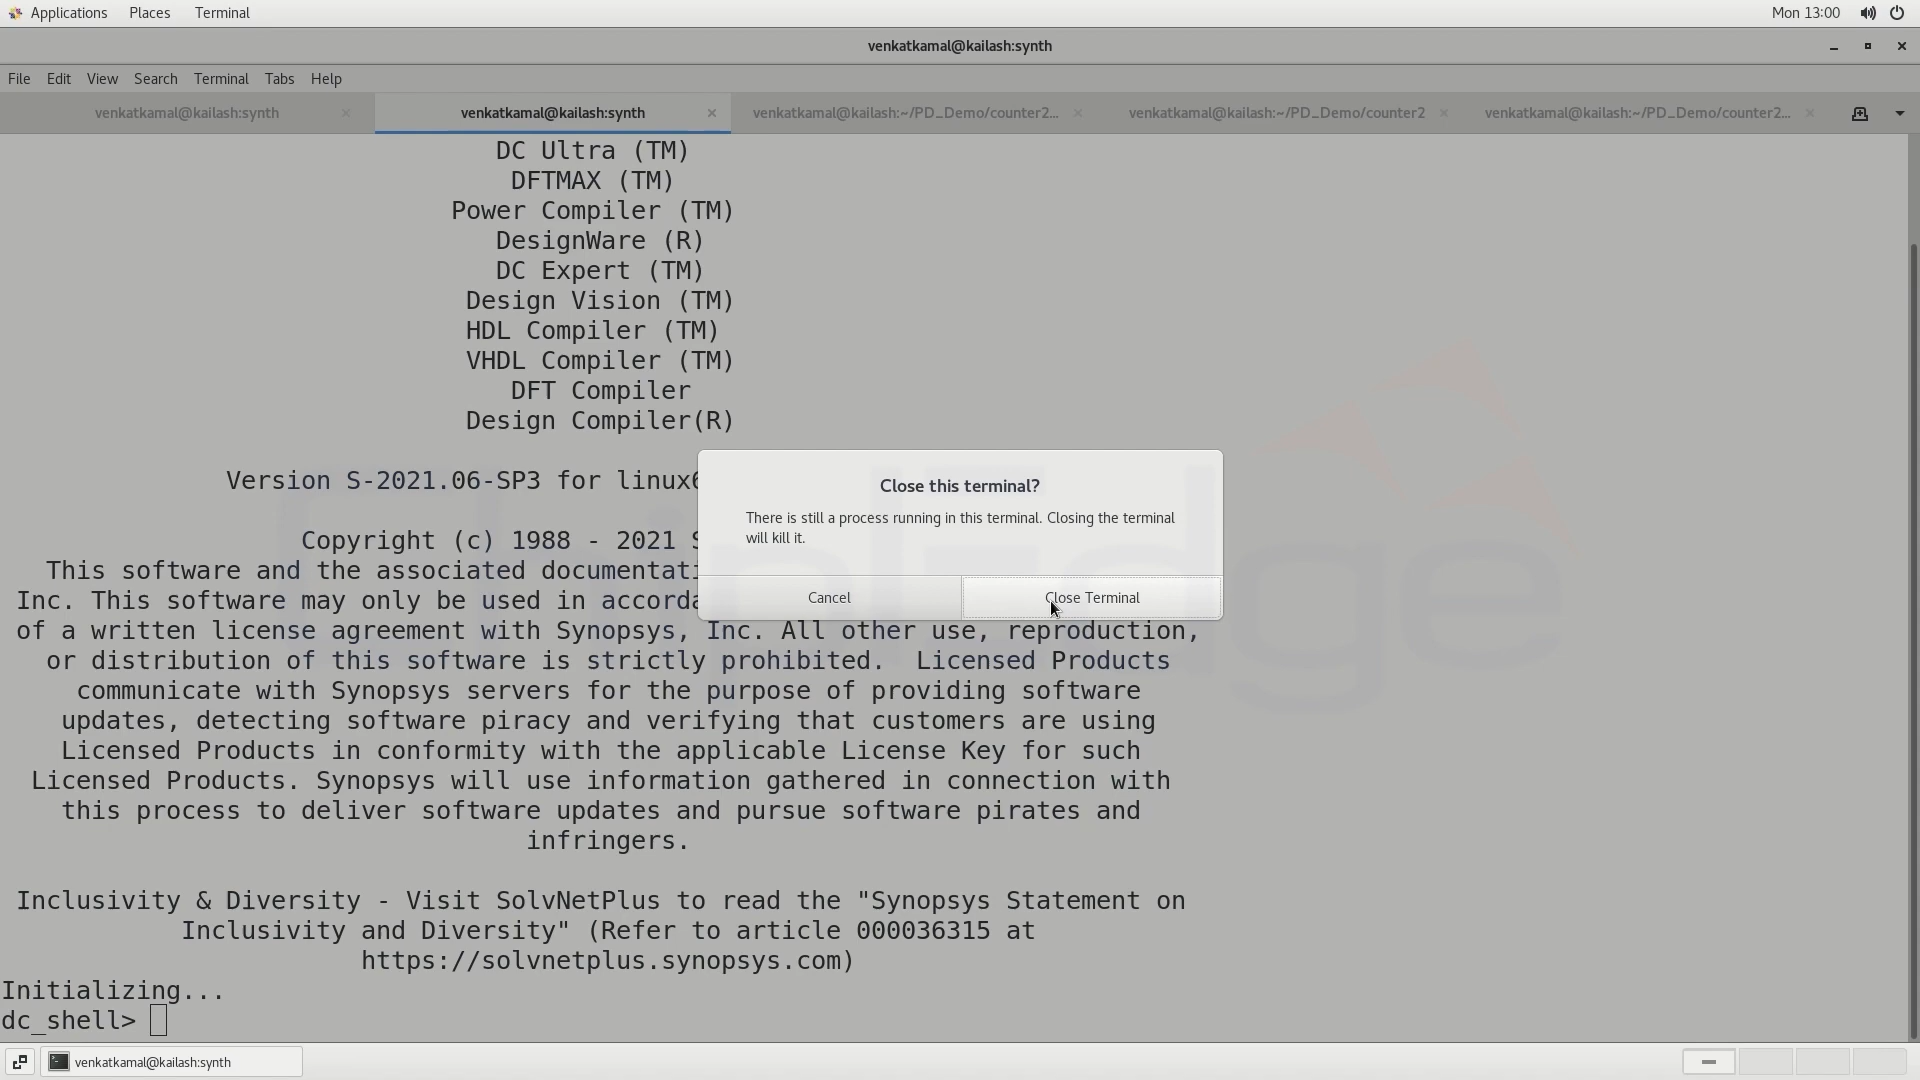 Applications Places Terminal Mon 13:00
venkatkamal@kailash:synth
File Edit View Search Terminal Tabs Help
venkatkamal@kailash:synth venkatkamal@kailash:synth venkatkamal@kailash:~/PD_Demo/counter2... venkatkamal@kailash:~/PD_Demo/counter2 venkatkamal@kailash:~/PD_Demo/counter2...
DC Ultra (TM)
DFTMAX (TM)
Power Compiler (TM)
DesignWare (R)
DC Expert (TM)
Design Vision (TM)
HDL Compiler (TM)
VHDL Compiler (TM)
DFT Compiler
Design Compiler(R)
Version S-2021.06-SP3 for linux6
Copyright (c) 1988 - 2021 S
This software and the associated documentati
Inc. This software may only be used in accorda
of a written license agreement with Synopsys, Inc. All other use, reproduction,
or distribution of this software is strictly prohibited.  Licensed Products
communicate with Synopsys servers for the purpose of providing software
updates, detecting software piracy and verifying that customers are using
Licensed Products in conformity with the applicable License Key for such
Licensed Products. Synopsys will use information gathered in connection with
this process to deliver software updates and pursue software pirates and
infringers.
Inclusivity & Diversity - Visit SolvNetPlus to read the "Synopsys Statement on
Inclusivity and Diversity" (Refer to article 000036315 at
https://solvnetplus.synopsys.com)
Initializing...
dc_shell>
Close this terminal?
There is still a process running in this terminal. Closing the terminal
will kill it.
Cancel Close Terminal
venkatkamal@kailash:synth